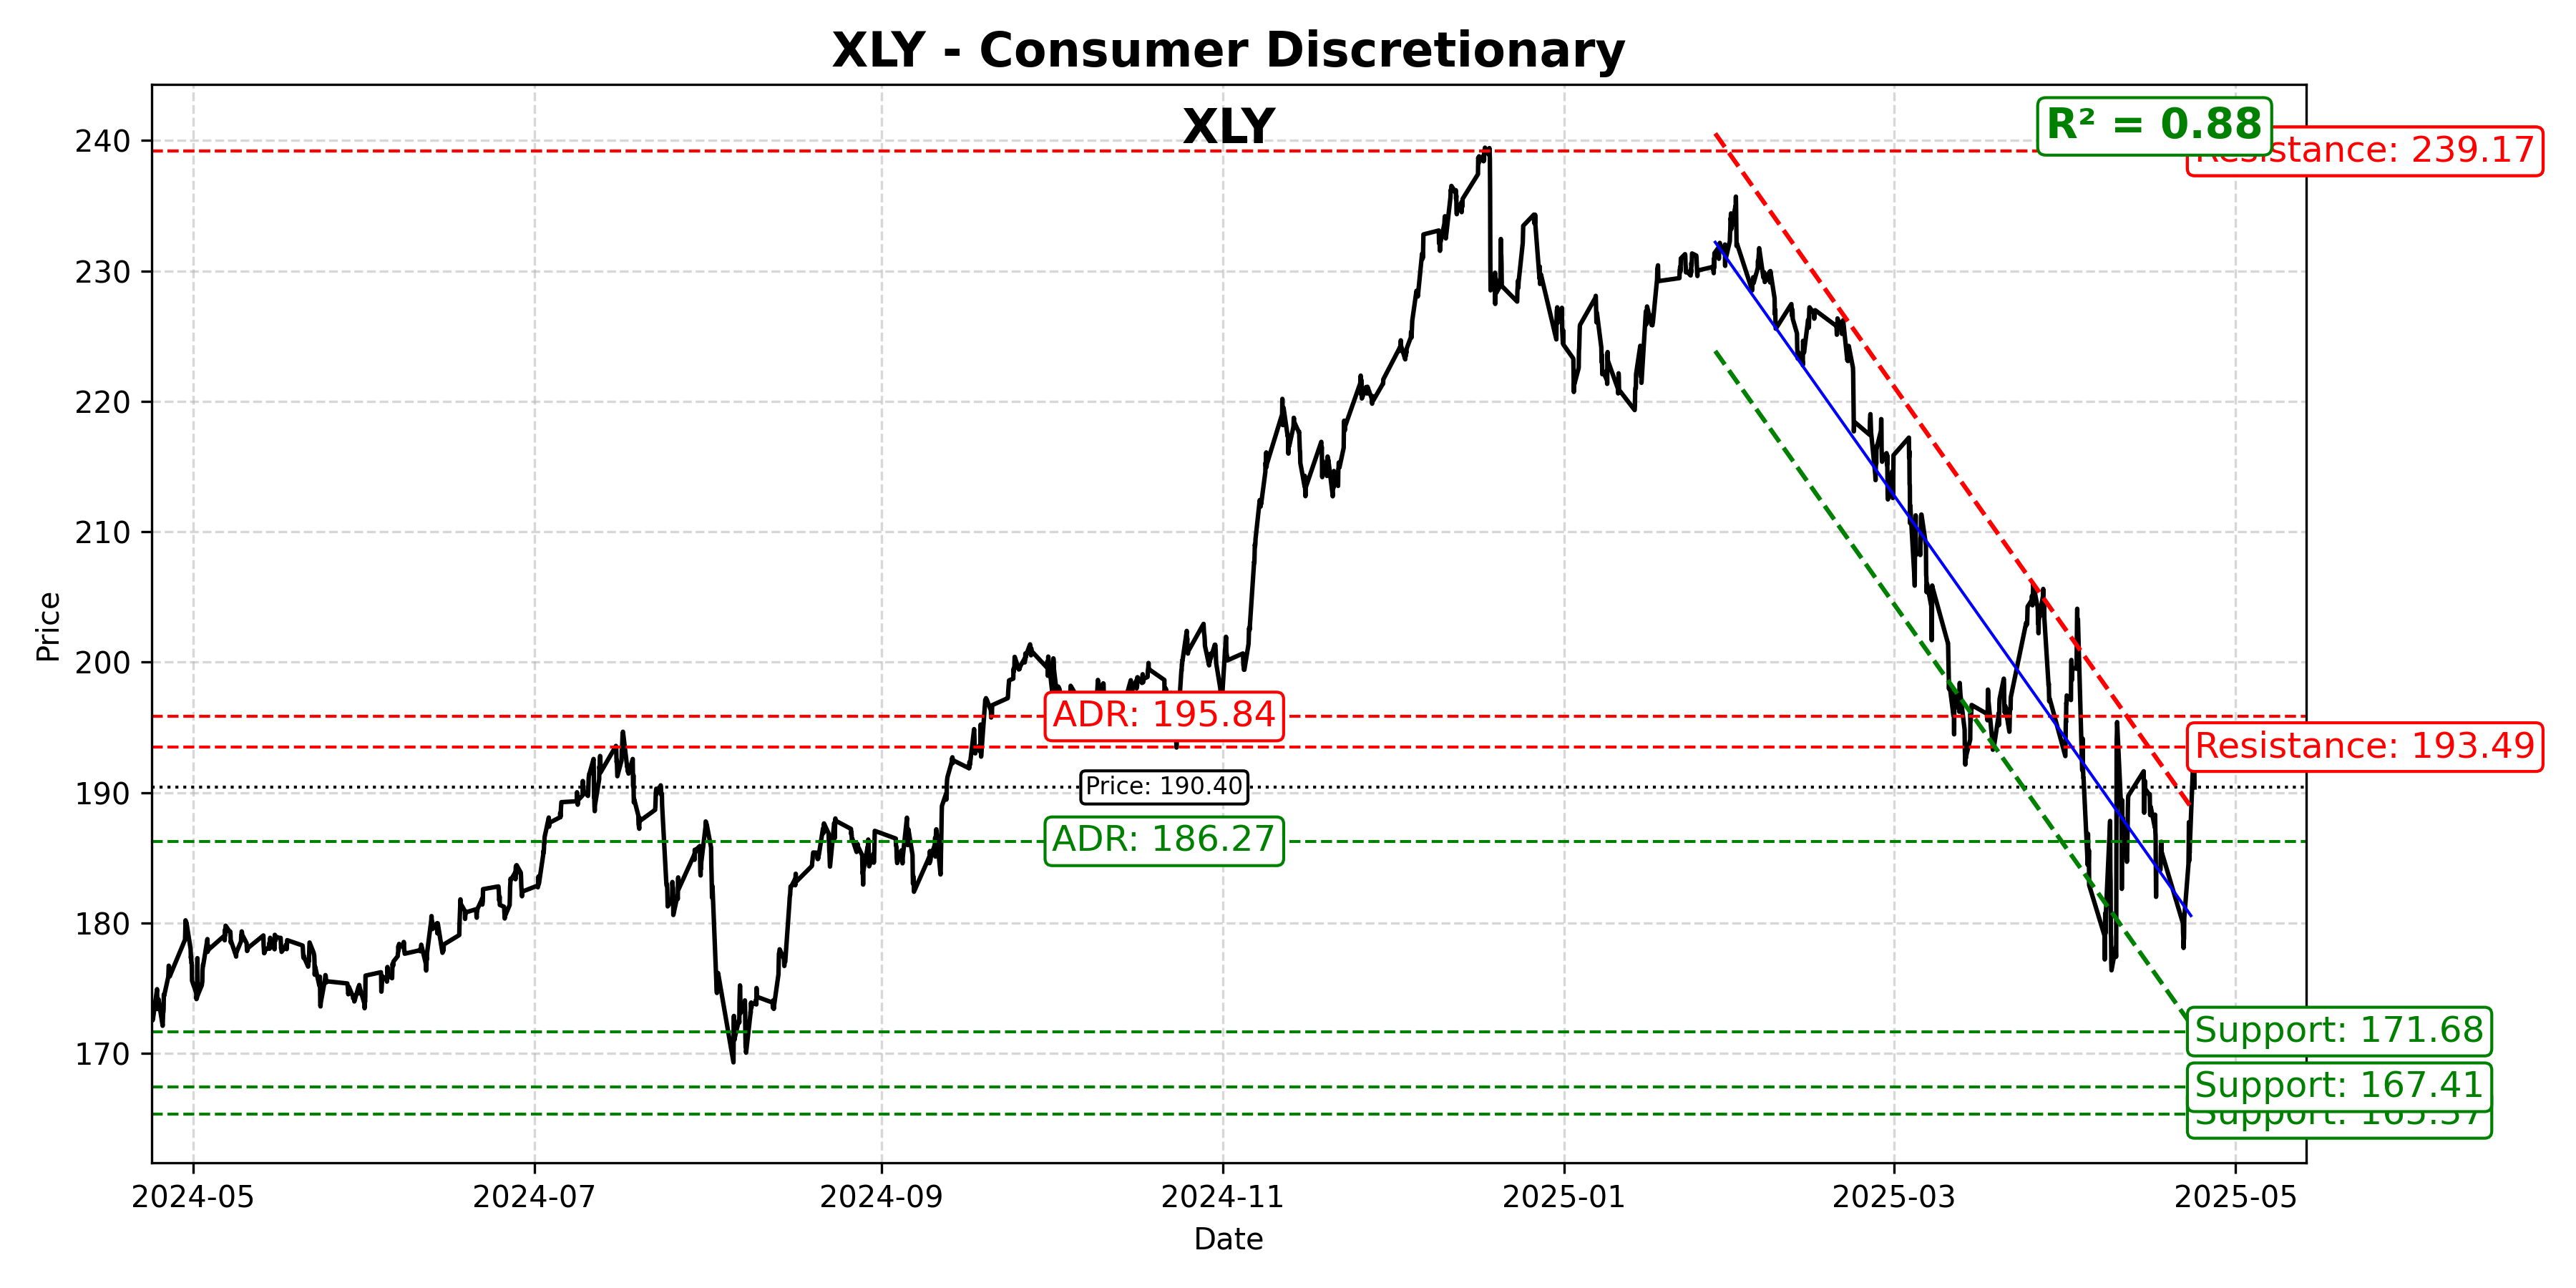 XLY - Consumer Discretionary
XLY
R² = 0.88
Resistance: 239.17
240
230
220
210
200
190
180
170
Price
ADR: 195.84
Resistance: 193.49
Price: 190.40
ADR: 186.27
Support: 171.68
Support: 167.41
Support:
2024-05
2024-07
2024-09
2024-11
2025-01
2025-03
2025-05
Date